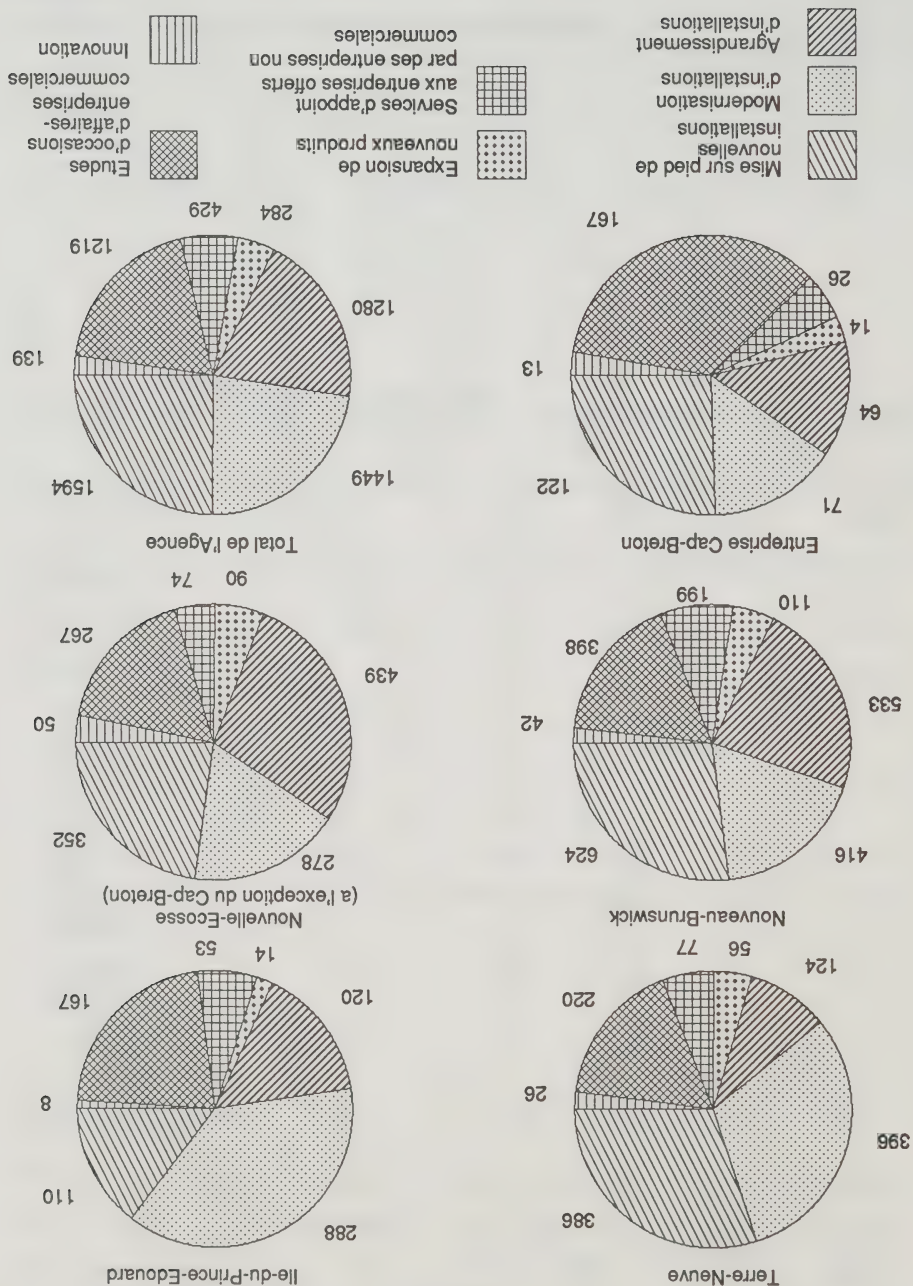 Terre-Neuve
386
26
220
77
56
124
396
Ile-du-Prince-Edouard
110
8
167
53
14
120
288
Nouveau-Brunswick
624
42
398
199
110
533
416
Nouvelle-Ecosse
(a l'exception du Cap-Breton)
352
50
267
74
90
439
278
Entreprise Cap-Breton
122
13
167
26
14
64
71
Total de l'Agence
1594
139
1219
429
284
1280
1449
Mise sur pied de
nouvelles
installations
Modernisation
d'installations
Agrandissement
d'installations
Expansion de
nouveaux produits
Services d'appoint
aux entreprises offerts
par des entreprises non
commerciales
Etudes
d'occasions
d'affaires-
entreprises
commerciales
Innovation